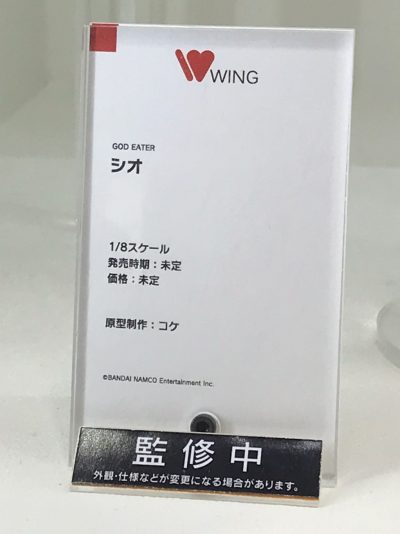 WING
GOD EATER
シオ
1/8スケール
発売時期：未定
価格：未定
原型制作：コケ
©BANDAI NAMCO Entertainment Inc.
監修中
外観・仕様などが変更になる場合があります。